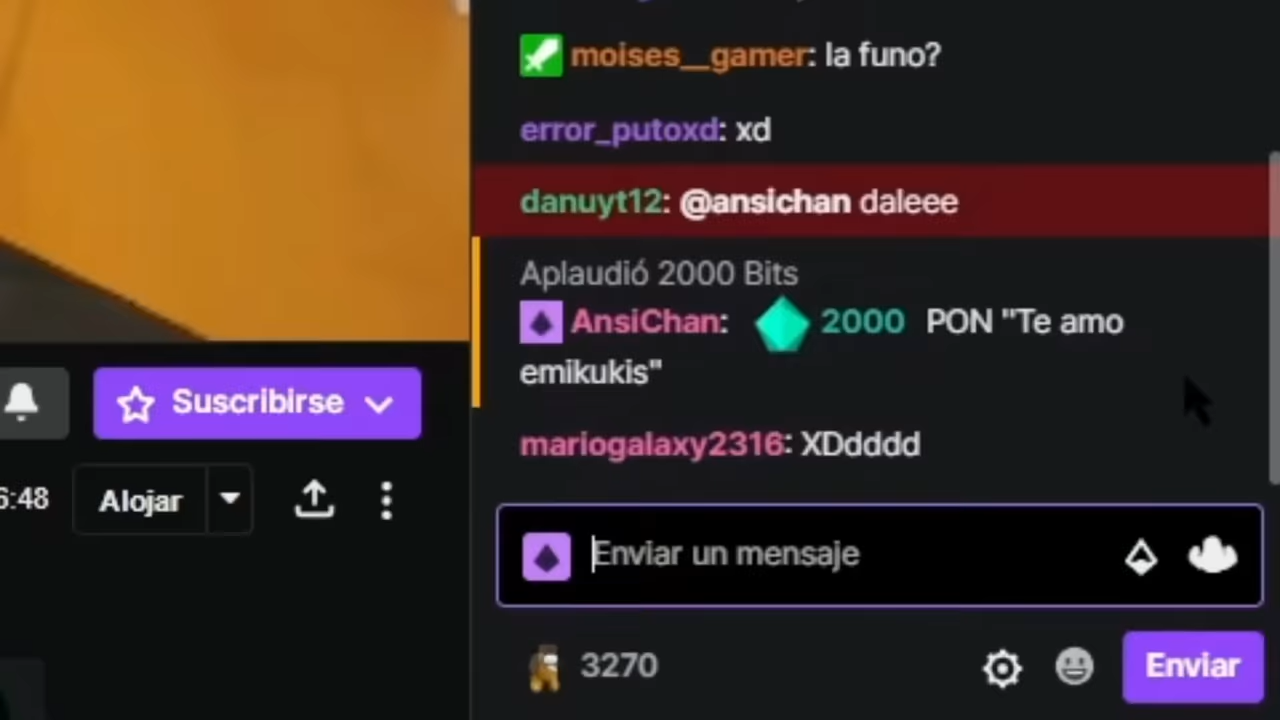 moises__gamer: la funo?
error_putoxd: xd
danuyt12: @ansichan daleee
Aplaudió 2000 Bits
AnsiChan: 2000 PON "Te amo
emikukis"
Suscribirse
mariogalaxy2316: XDdddd
6:48
Alojar
Enviar un mensaje
3270
Enviar